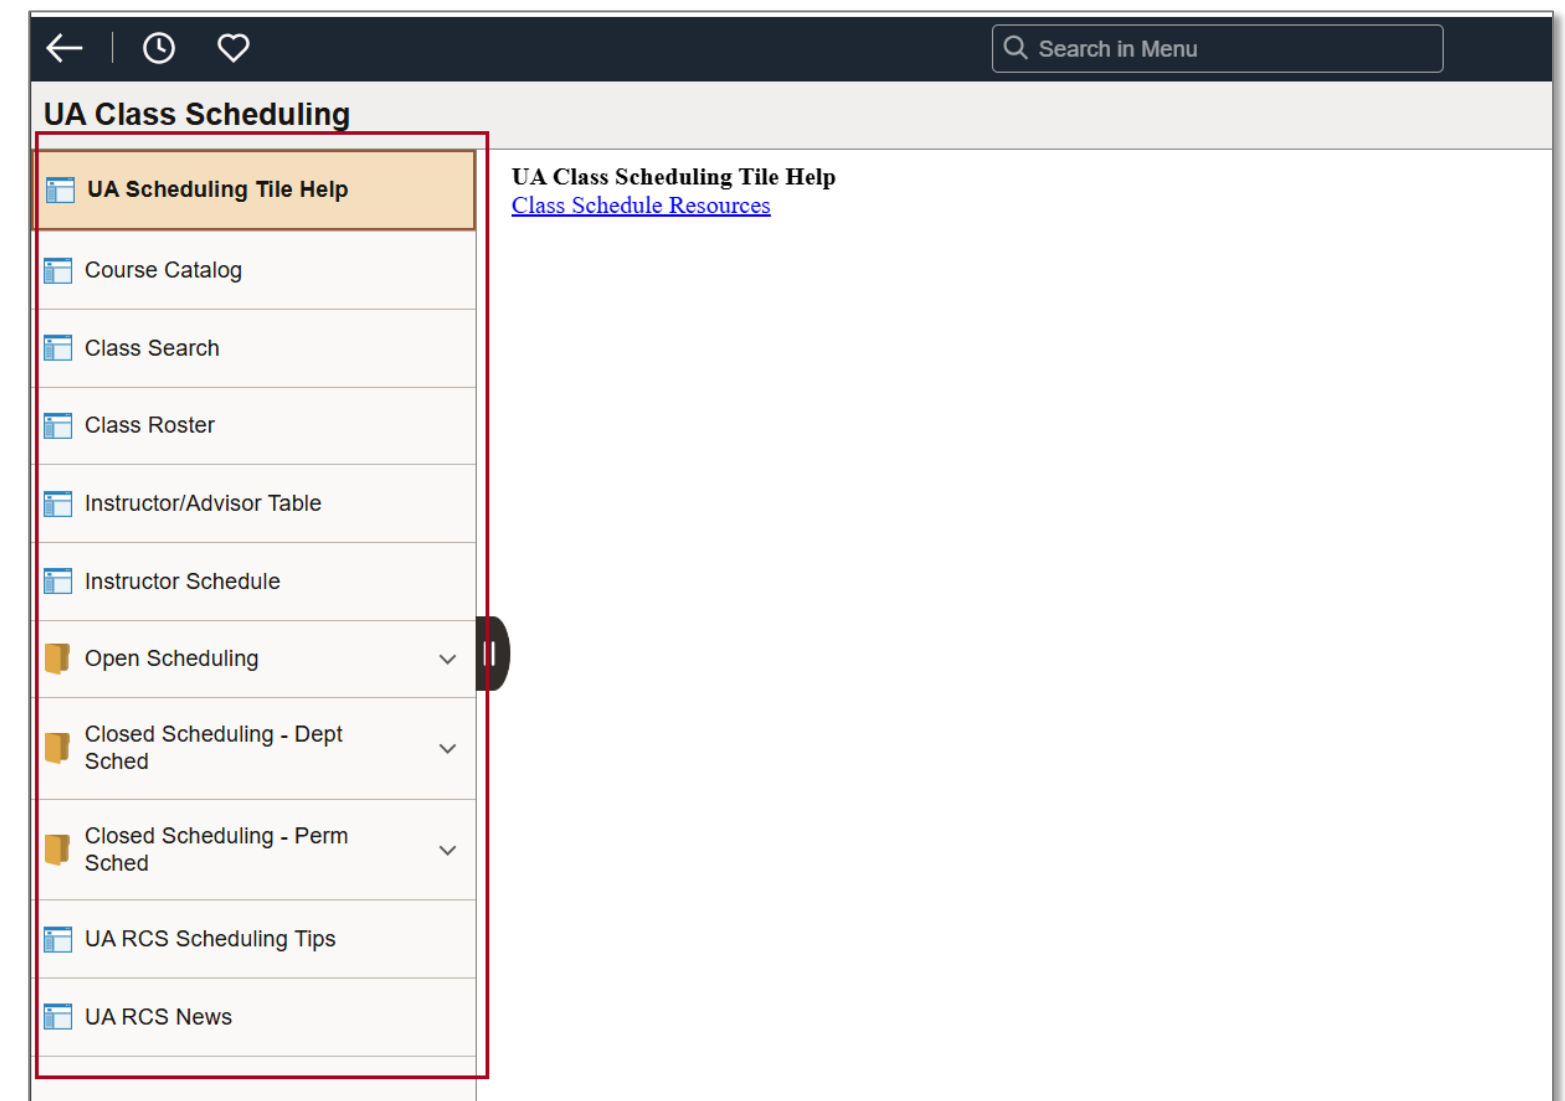 Search in Menu
UA Class Scheduling
UA Scheduling Tile Help
Course Catalog
Class Search
Class Roster
Instructor/Advisor Table
Instructor Schedule
Open Scheduling
Closed Scheduling - Dept
Sched
Closed Scheduling - Perm
Sched
UA RCS Scheduling Tips
UA RCS News
UA Class Scheduling Tile Help
Class Schedule Resources